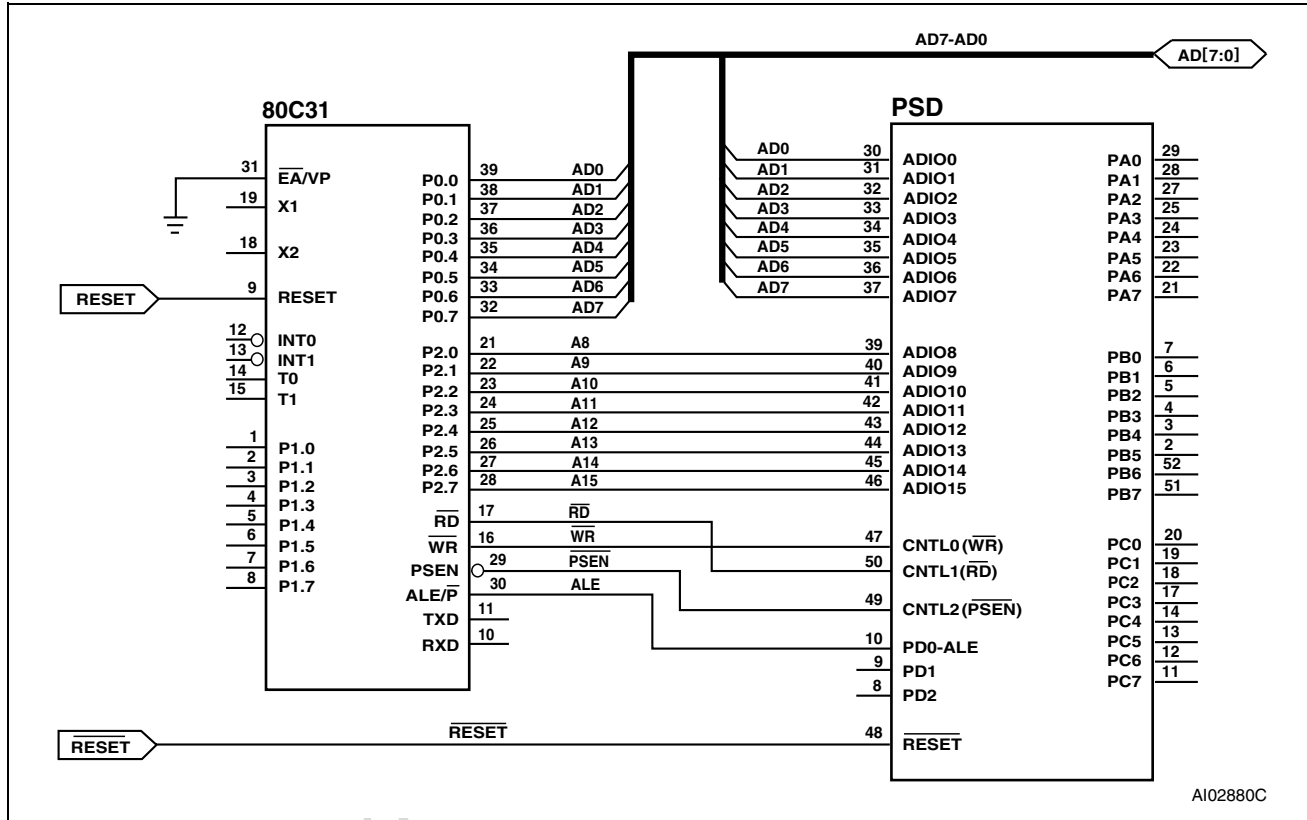 AD7-AD0
AD[7:0]
80C31
PSD
31 EA/VP
19 X1
18 X2
RESET 9 RESET
12 INT0
13 INT1
14 T0
15 T1
1 P1.0
2 P1.1
3 P1.2
4 P1.3
5 P1.4
6 P1.5
7 P1.6
8 P1.7
P0.0 39 AD0
P0.1 38 AD1
P0.2 37 AD2
P0.3 36 AD3
P0.4 35 AD4
P0.5 34 AD5
P0.6 33 AD6
P0.7 32 AD7
P2.0 21 A8
P2.1 22 A9
P2.2 23 A10
P2.3 24 A11
P2.4 25 A12
P2.5 26 A13
P2.6 27 A14
P2.7 28 A15
RD 17 RD
WR 16 WR
PSEN 29 PSEN
ALE/P 30 ALE
TXD 11
RXD 10
AD0 30 ADIO0
AD1 31 ADIO1
AD2 32 ADIO2
AD3 33 ADIO3
AD4 34 ADIO4
AD5 35 ADIO5
AD6 36 ADIO6
AD7 37 ADIO7
39 ADIO8
40 ADIO9
41 ADIO10
42 ADIO11
43 ADIO12
44 ADIO13
45 ADIO14
46 ADIO15
47 CNTL0(WR)
50 CNTL1(RD)
49 CNTL2(PSEN)
10 PD0-ALE
9 PD1
8 PD2
48 RESET
PA0 29
PA1 28
PA2 27
PA3 25
PA4 24
PA5 23
PA6 22
PA7 21
PB0 7
PB1 6
PB2 5
PB3 4
PB4 3
PB5 2
PB6 52
PB7 51
PC0 20
PC1 19
PC2 18
PC3 17
PC4 14
PC5 13
PC6 12
PC7 11
RESET
RESET
AI02880C